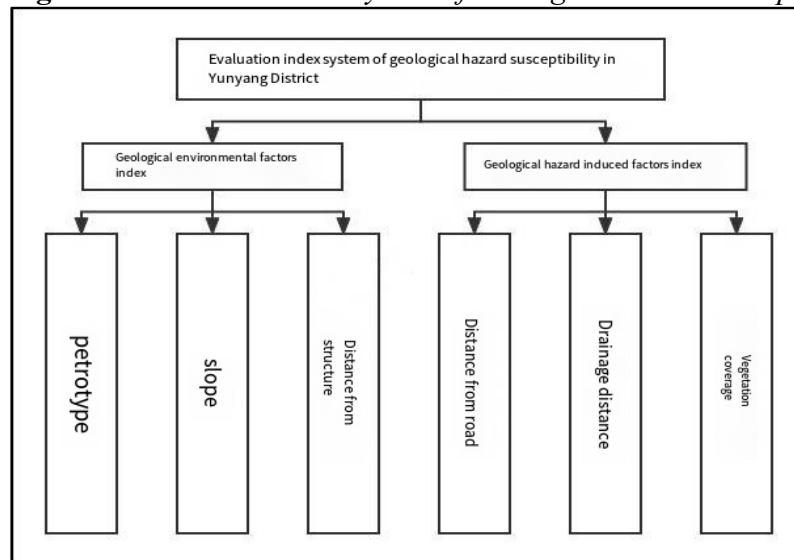 Evaluation index system of geological hazard susceptibility in
Yunyang District
Geological environmental factors
index
Geological hazard induced factors index
petrotype
slope
Distance from
structure
Distance from road
Drainage distance
Vegetation
coverage